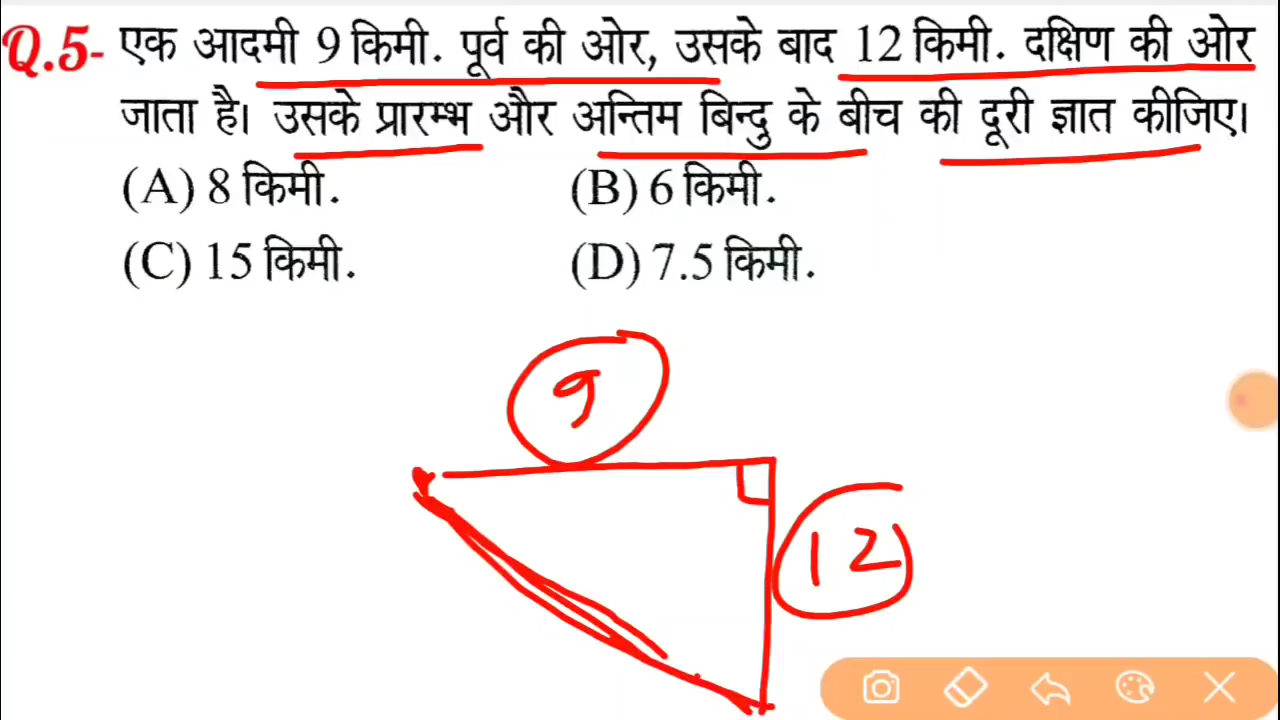 Q.5- एक आदमी 9 किमी. पूर्व की ओर, उसके बाद 12 किमी. दक्षिण की ओर
जाता है। उसके प्रारम्भ और अन्तिम बिन्दु के बीच की दूरी ज्ञात कीजिए।
(A) 8 किमी. (B) 6 किमी.
(C) 15 किमी. (D) 7.5 किमी.
9
12